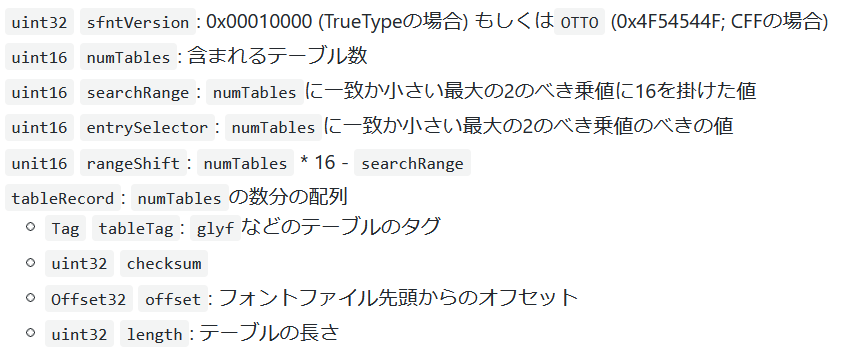 uint32 sfntVersion: 0x00010000 (TrueTypeの場合) もしくは OTTO (0x4F54544F; CFFの場合)
uint16 numTables: 含まれるテーブル数
uint16 searchRange: numTables に一致か小さい最大の2のべき乗値に16を掛けた値
uint16 entrySelector: numTables に一致か小さい最大の2のべき乗値のべきの値
unit16 rangeShift: numTables * 16 - searchRange
tableRecord: numTables の数分の配列
Tag tableTag: glyf などのテーブルのタグ
uint32 checksum
Offset32 offset: フォントファイル先頭からのオフセット
uint32 length: テーブルの長さ